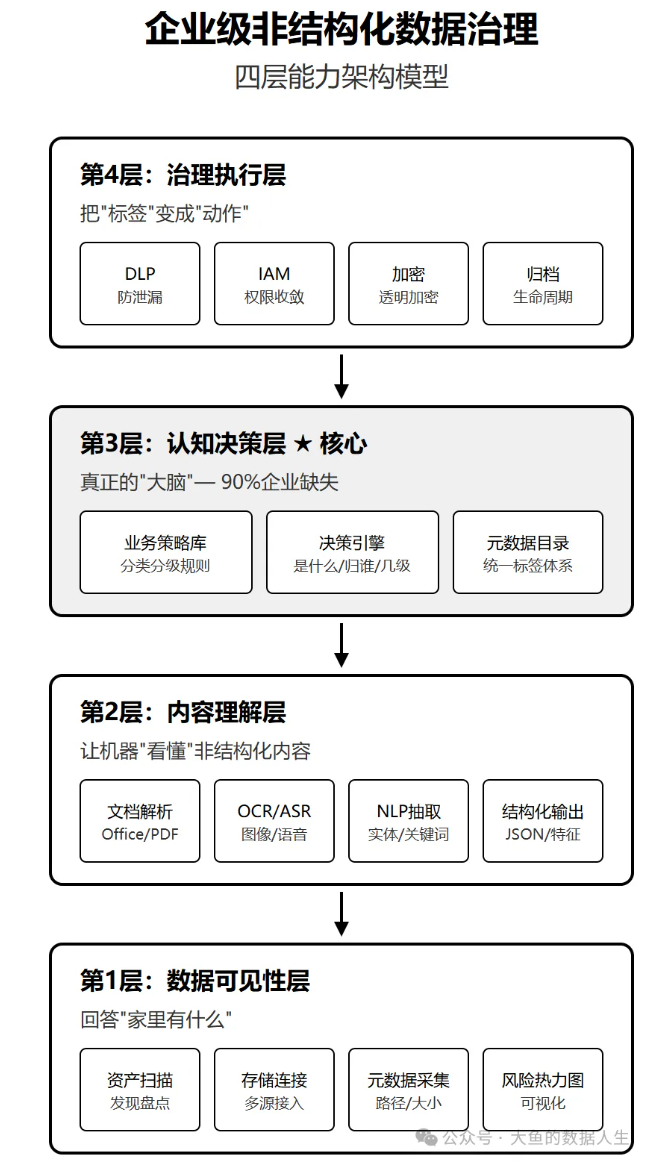 企业级非结构化数据治理
四层能力架构模型
第4层：治理执行层
把"标签"变成"动作"
DLP
防泄漏
IAM
权限收敛
加密
透明加密
归档
生命周期
第3层：认知决策层 ★ 核心
真正的"大脑"— 90%企业缺失
业务策略库
分类分级规则
决策引擎
是什么/归谁/几级
元数据目录
统一标签体系
第2层：内容理解层
让机器"看懂"非结构化内容
文档解析
Office/PDF
OCR/ASR
图像/语音
NLP抽取
实体/关键词
结构化输出
JSON/特征
第1层：数据可见性层
回答"家里有什么"
资产扫描
发现盘点
存储连接
多源接入
元数据采集
路径/大小
风险热力图
可视化
公众号 · 大鱼的数据人生